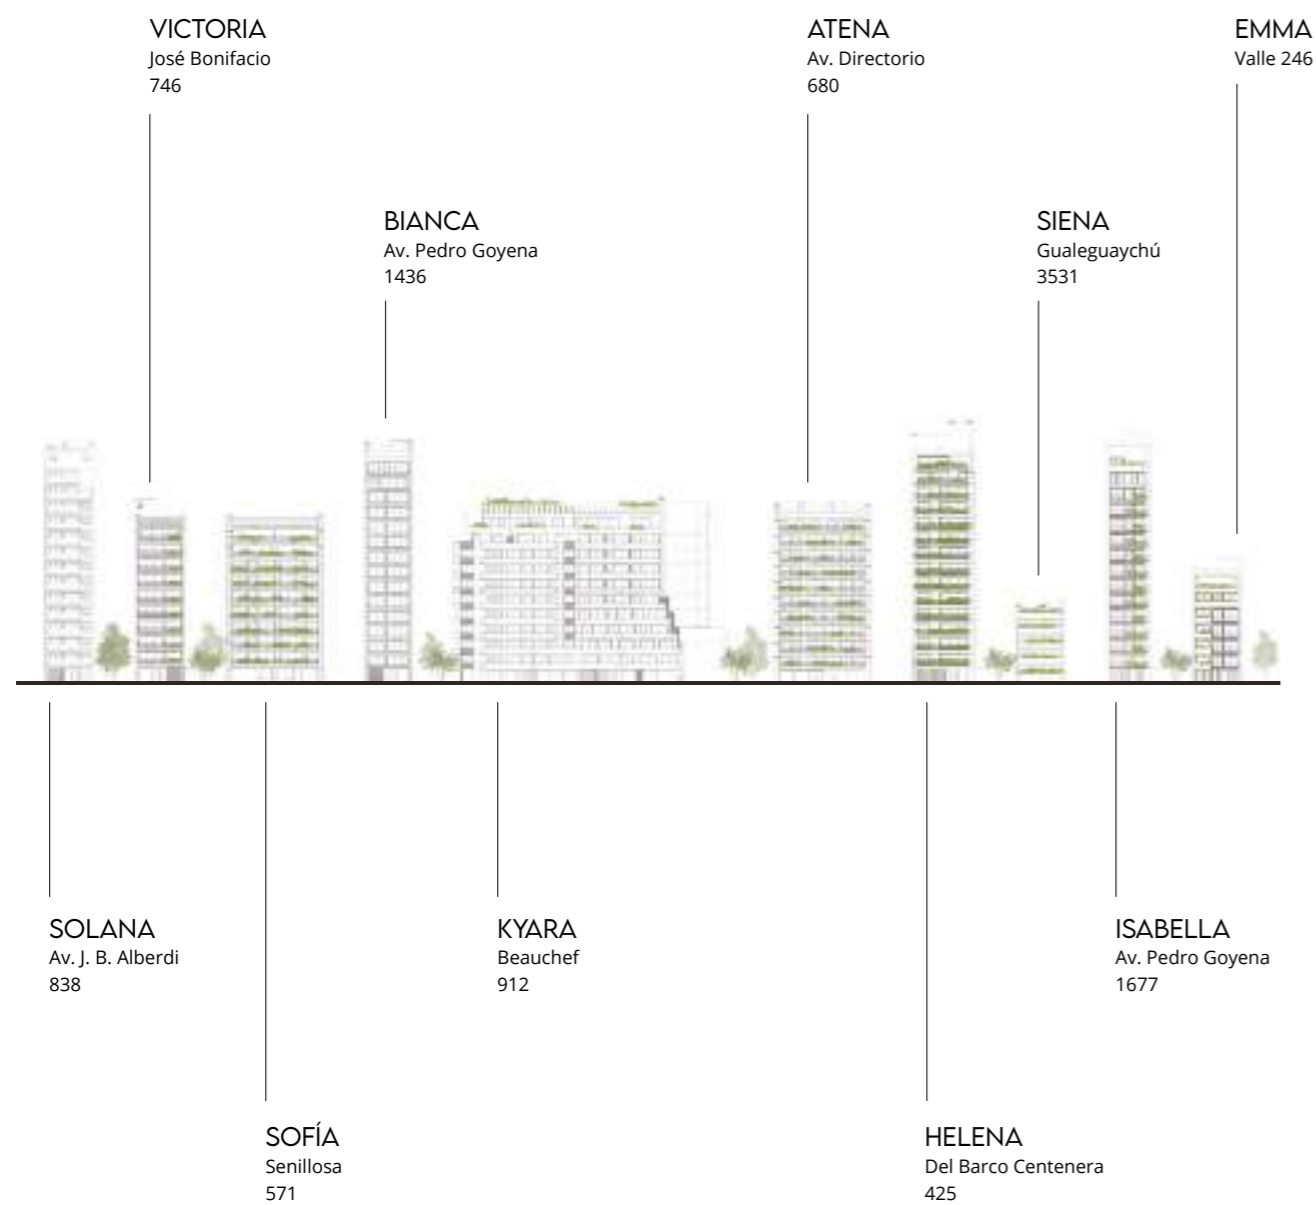 VICTORIA
José Bonifacio
746
ATENA
Av. Directorio
680
EMMA
Valle 246
BIANCA
Av. Pedro Goyena
1436
SIENA
Gualeguaychú
3531
SOLANA
Av. J. B. Alberdi
838
KYARA
Beauchef
912
ISABELLA
Av. Pedro Goyena
1677
SOFÍA
Senillosa
571
HELENA
Del Barco Centenera
425